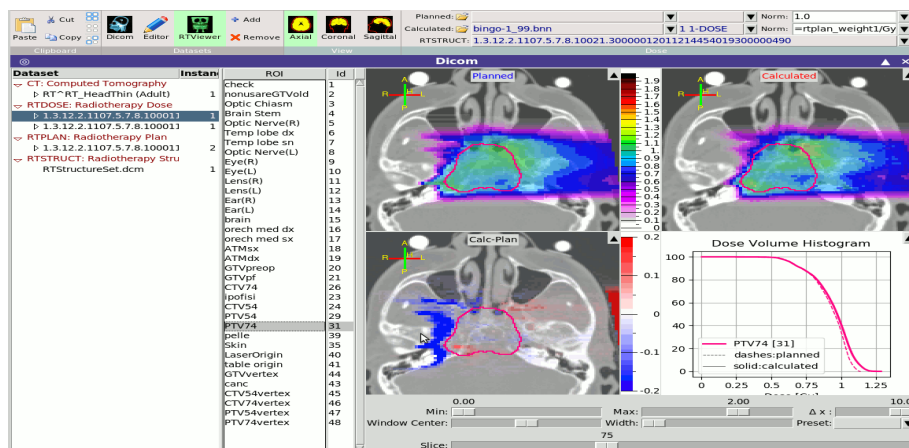 Paste
Cut
Copy
Dicom
Editor
RTViewer
Add
Remove
Axial
Coronal
Sagittal
Clipboard
Datasets
View
Dose
Planned:
Norm: 1.0
Calculated: bingo-1_99.bnn
1 1-DOSE
Norm: =rtplan_weight1/Gy
RTSTRUCT: 1.3.12.2.1107.5.7.8.10021.30000012011214454019300000490
Dicom
Dataset Instan
CT: Computed Tomography
RT^RT_HeadThin (Adult) 1
RTDOSE: Radiotherapy Dose
1.3.12.2.1107.5.7.8.10001] 1
1.3.12.2.1107.5.7.8.10001] 1
RTPLAN: Radiotherapy Plan
1.3.12.2.1107.5.7.8.10001] 2
RTSTRUCT: Radiotherapy Stru
RTStructureSet.dcm 1
ROI Id
check 1
ronusareGTVold 2
Optic Chiasm 3
Brain Stem 4
Optic Nerve(R) 5
Temp lobe dx 6
Temp lobe sn 7
Optic Nerve(L) 8
Eye(R) 9
Eye(L) 10
Lens(R) 11
Lens(L) 12
Ear(R) 13
Ear(L) 14
brain 15
orech med dx 16
orech med sx 17
ATMsx 18
ATMdx 19
GTVpreop 20
GTVpf 21
CTV74 26
ipofisi 23
CTV54 24
PTV54 29
PTV74 31
pelle 39
Skin 35
LaserOrigin 40
table origin 41
GTVvertex 44
canc 43
CTV54vertex 45
CTV74vertex 46
PTV54vertex 47
PTV74vertex 48
Planned
A
R L
P
1.9
1.8
1.7
1.6
1.5
1.4
1.3
1.2
1.1
1
0.9
0.8
0.7
0.6
0.5
0.4
0.3
0.2
0.1
0
Calculated
A
R L
P
Calc-Plan
A
R L
P
0.2
0.1
0
-0.1
-0.2
Dose Volume Histogram
100
80
60
40
20
0
PTV74 [31]
dashes:planned
solid:calculated
0 0.25 0.5 0.75 1 1.25
0.00 2.00 10.0
Min: Max: Δ x :
Window Center: Width: Preset:
75
Slice: